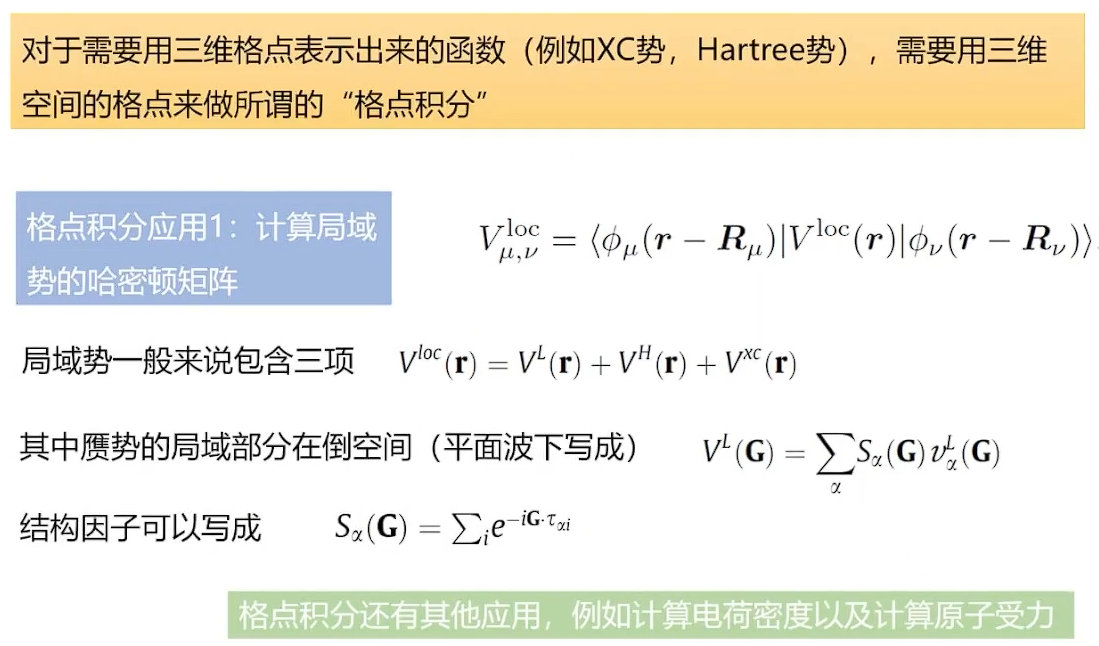 对于需要用三维格点表示出来的函数（例如XC势，Hartree势），需要用三维
空间的格点来做所谓的“格点积分”
格点积分应用1：计算局域
势的哈密顿矩阵
$V^{\mathrm{loc}}_{\mu,\nu} = \langle \phi_\mu(\boldsymbol{r} - \boldsymbol{R}_\mu)|V^{\mathrm{loc}}(\boldsymbol{r})|\phi_\nu(\boldsymbol{r} - \boldsymbol{R}_\nu)\rangle.$
局域势一般来说包含三项 $V^{loc}(\mathbf{r}) = V^L(\mathbf{r}) + V^H(\mathbf{r}) + V^{xc}(\mathbf{r})$
其中赝势的局域部分在倒空间（平面波下写成） $V^L(\mathbf{G}) = \sum_\alpha S_\alpha(\mathbf{G}) v^L_\alpha(\mathbf{G})$
结构因子可以写成 $S_\alpha(\mathbf{G}) = \sum_i e^{-i\mathbf{G}\cdot\tau_{\alpha i}}$
格点积分还有其他应用，例如计算电荷密度以及计算原子受力